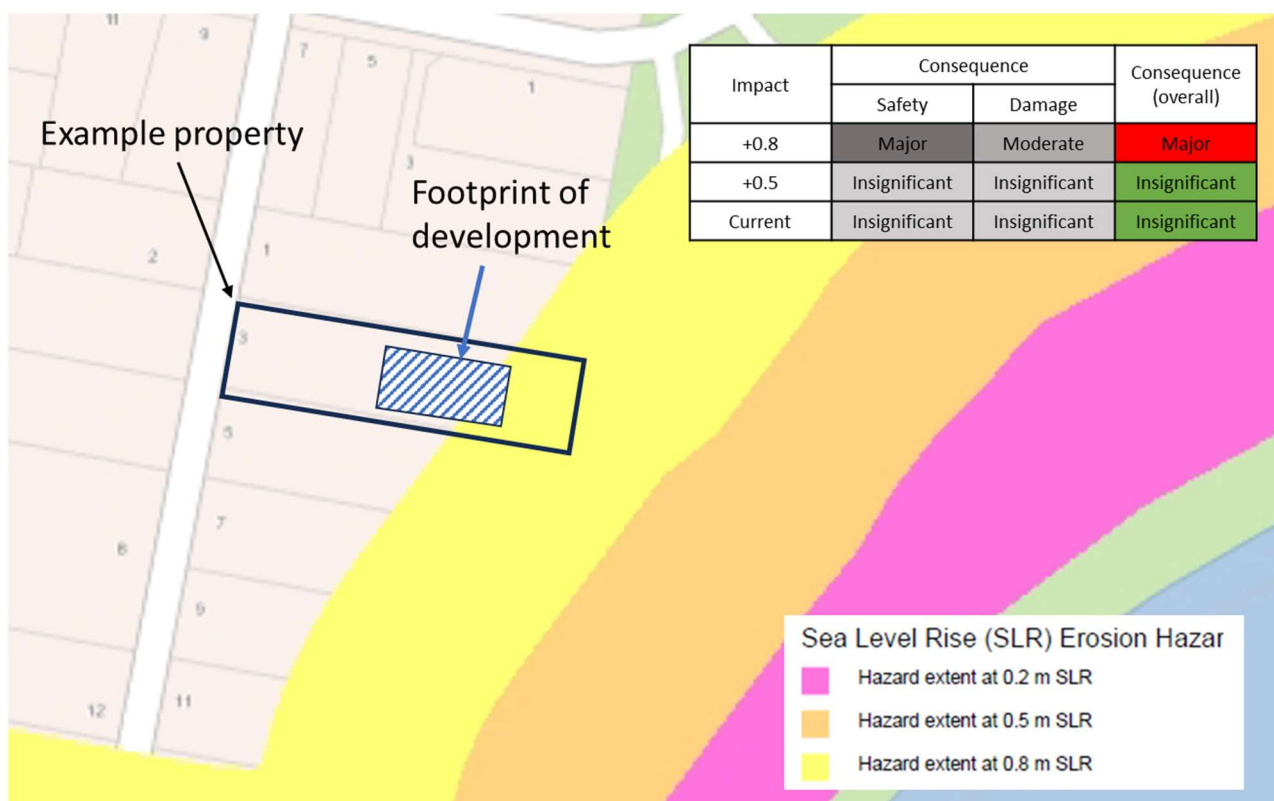 11
9
7
5
1
3
Example property
Footprint of
development
2
1
3
5
7
9
11
12
Impact
Consequence
Consequence
(overall)
Safety
Damage
+0.8
Major
Moderate
Major
+0.5
Insignificant
Insignificant
Insignificant
Current
Insignificant
Insignificant
Insignificant
Sea Level Rise (SLR) Erosion Hazar
Hazard extent at 0.2 m SLR
Hazard extent at 0.5 m SLR
Hazard extent at 0.8 m SLR